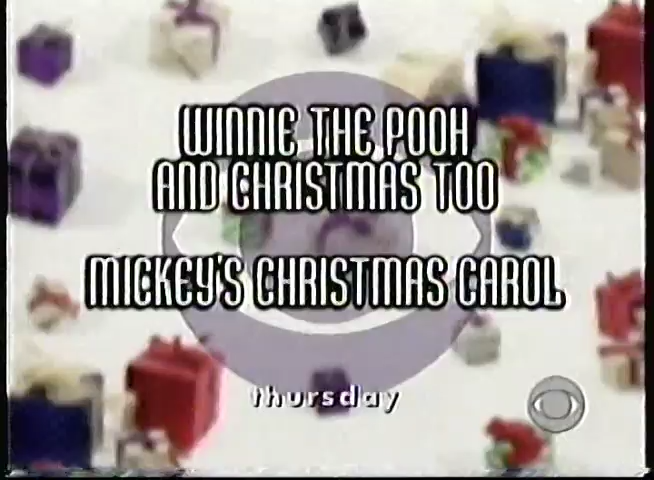 WINNIE THE POOH
AND CHRISTMAS TOO
MICKEY'S CHRISTMAS CAROL
thursday